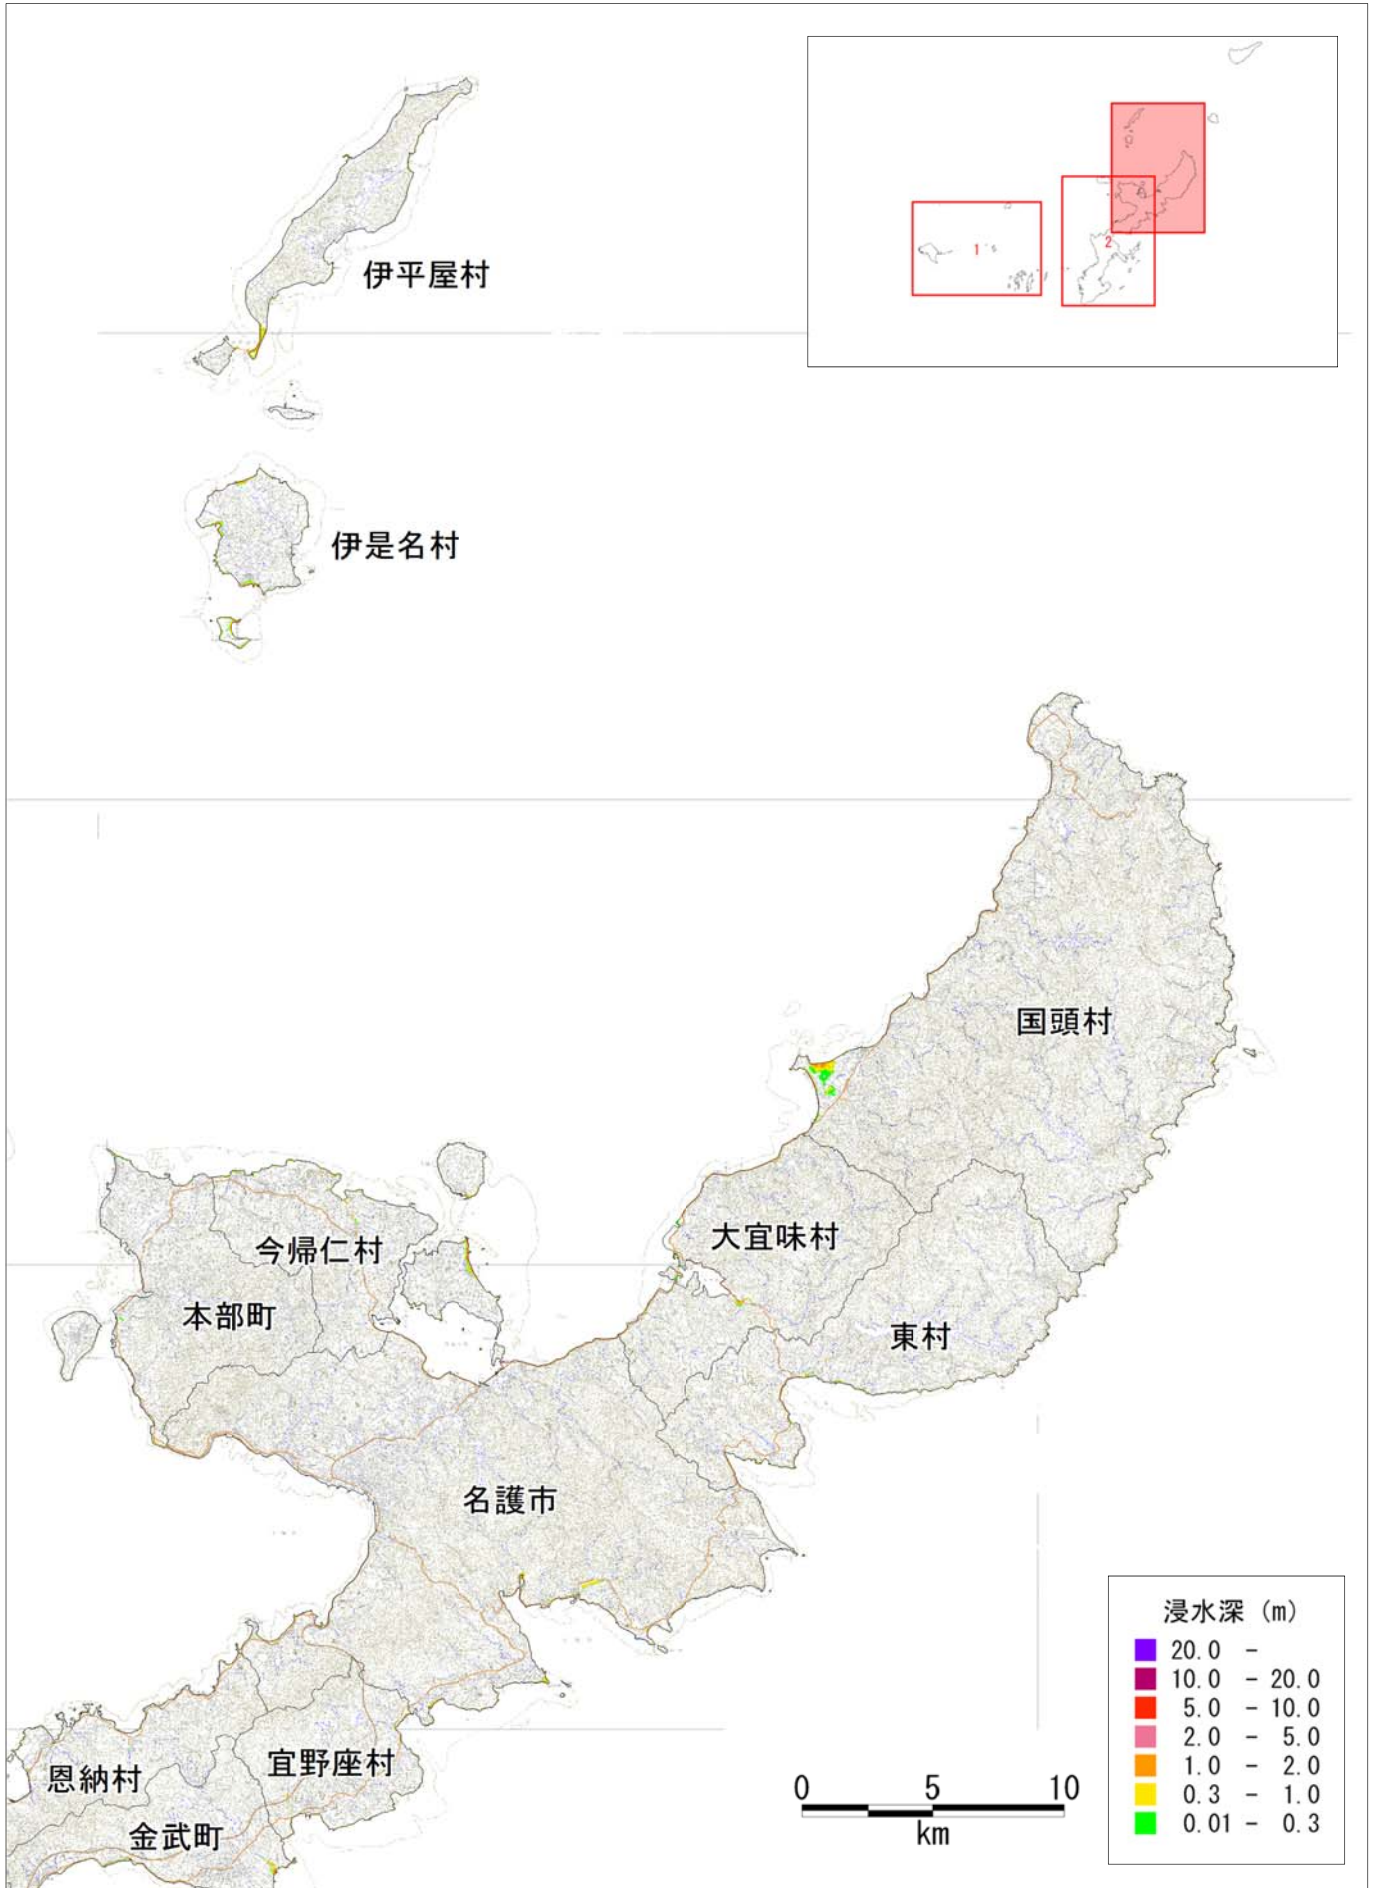 1
2
伊平屋村
伊是名村
国頭村
大宜味村
今帰仁村
本部町
東村
名護市
宜野座村
恩納村
金武町
浸水深 (m)
20.0 -
10.0 - 20.0
5.0 - 10.0
2.0 - 5.0
1.0 - 2.0
0.3 - 1.0
0.01 - 0.3
0 5 10
km